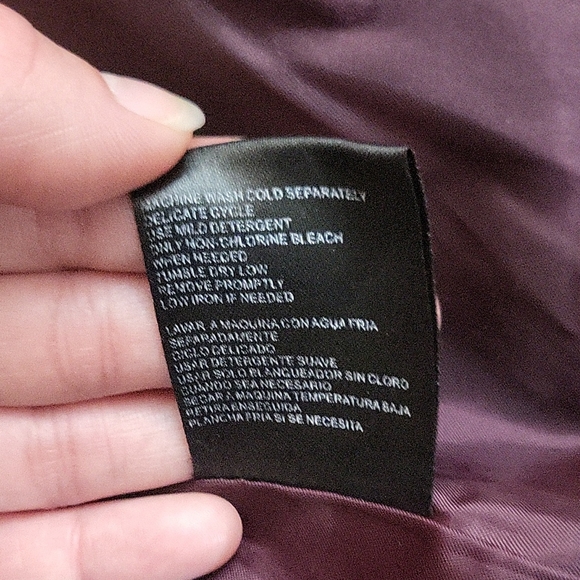 MACHINE WASH COLD SEPARATELY
DELICATE CYCLE
USE MILD DETERGENT
ONLY NON-CHLORINE BLEACH
WHEN NEEDED
TUMBLE DRY LOW
REMOVE PROMPTLY
LOW IRON IF NEEDED
LAVAR A MAQUINA CON AGUA FRIA
SEPARADAMENTE
CICLO DELICADO
USAR DETERGENTE SUAVE
USAR SOLO BLANQUEADOR SIN CLORO
CUANDO SEA NECESARIO
SECAR A MAQUINA TEMPERATURA BAJA
RETIRA ENSEGUIDA
PLANCHA FRIA SI SE NECESITA